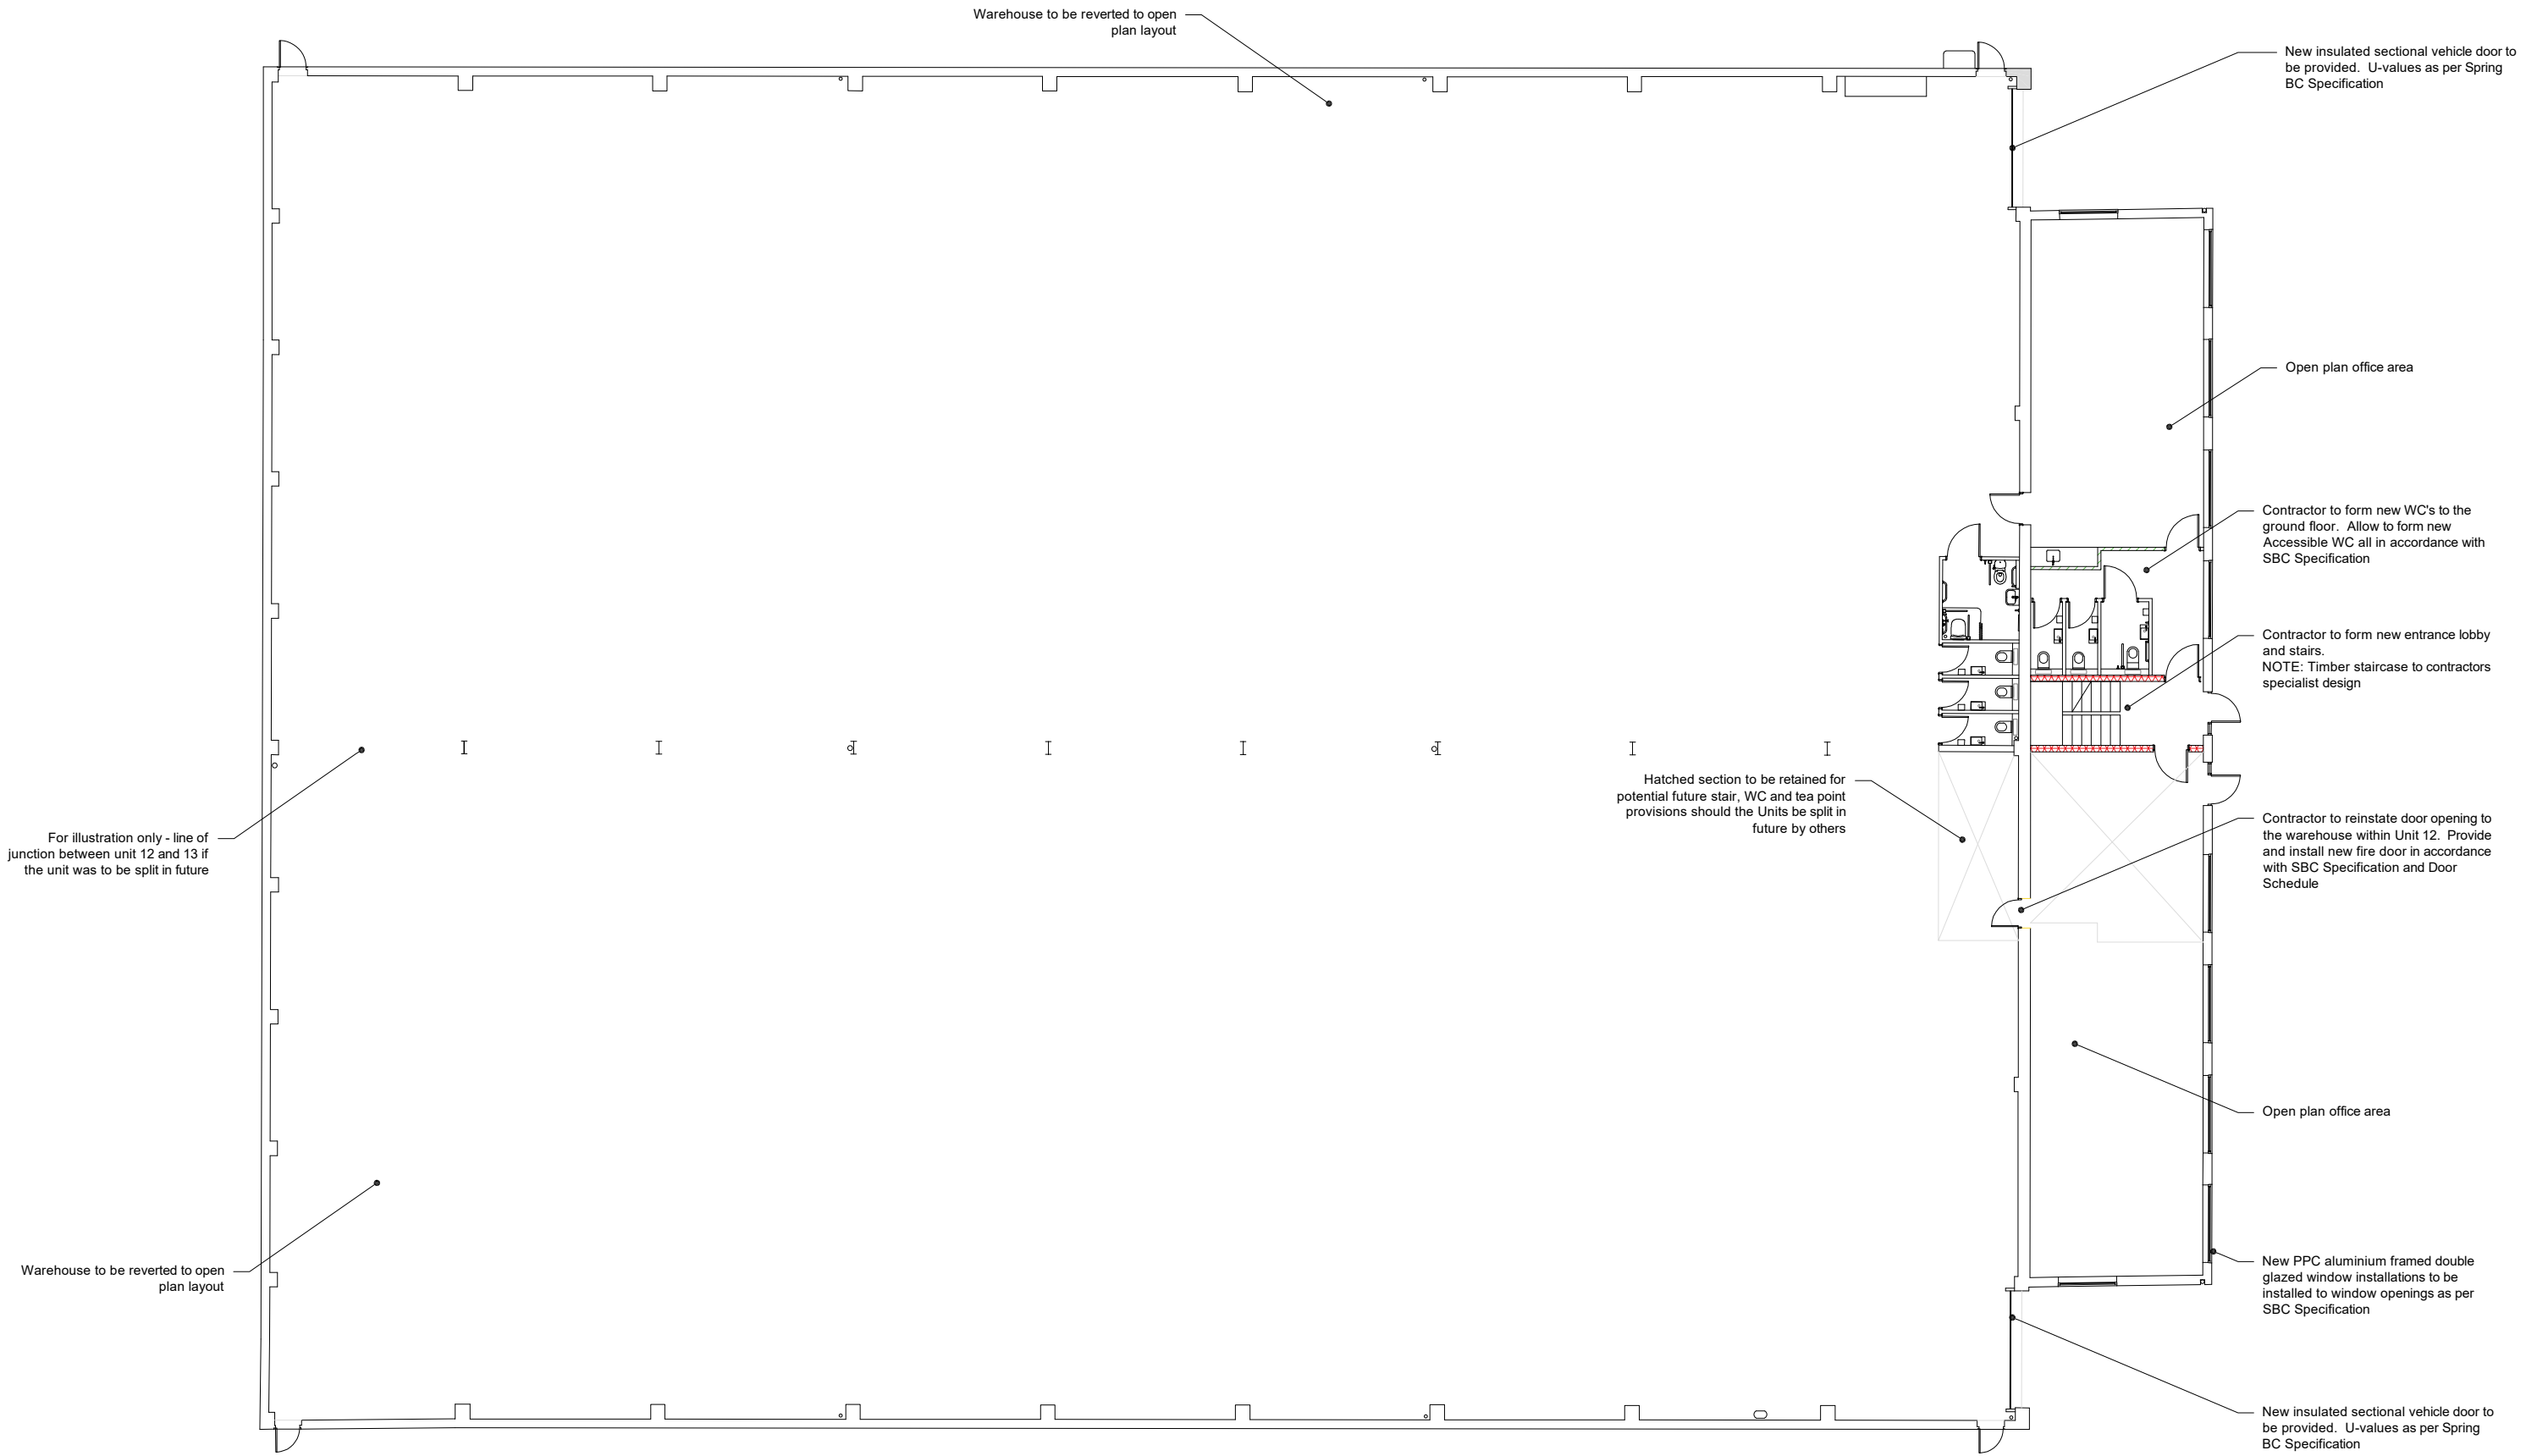 Warehouse to be reverted to open
plan layout
New insulated sectional vehicle door to
be provided. U-values as per Spring
BC Specification
Open plan office area
Contractor to form new WC's to the
ground floor. Allow to form new
Accessible WC all in accordance with
SBC Specification
Contractor to form new entrance lobby
and stairs.
NOTE: Timber staircase to contractors
specialist design
Hatched section to be retained for
potential future stair, WC and tea point
provisions should the Units be split in
future by others
For illustration only - line of
junction between unit 12 and 13 if
the unit was to be split in future
Contractor to reinstate door opening to
the warehouse within Unit 12. Provide
and install new fire door in accordance
with SBC Specification and Door
Schedule
Open plan office area
Warehouse to be reverted to open
plan layout
New PPC aluminium framed double
glazed window installations to be
installed to window openings as per
SBC Specification
New insulated sectional vehicle door to
be provided. U-values as per Spring
BC Specification